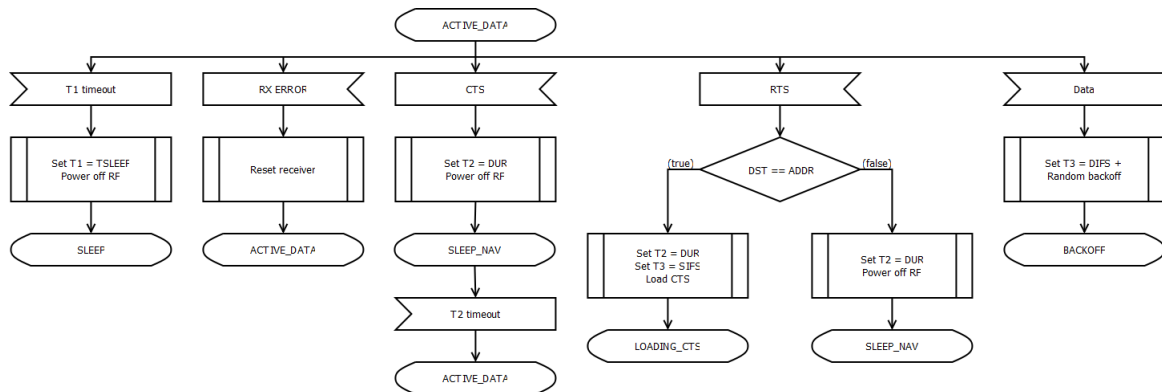 ACTIVE_DATA
T1 timeout
RX ERROR
CTS
RTS
Data
Set T1 = TSLEEP
Power off RF
Reset receiver
Set T2 = DUR
Power off RF
(true)
DST == ADDR
(false)
Set T3 = DIFS +
Random backoff
SLEEP
ACTIVE_DATA
SLEEP_NAV
Set T2 = DUR
Set T3 = SIFS
Load CTS
Set T2 = DUR
Power off RF
BACKOFF
T2 timeout
LOADING_CTS
SLEEP_NAV
ACTIVE_DATA